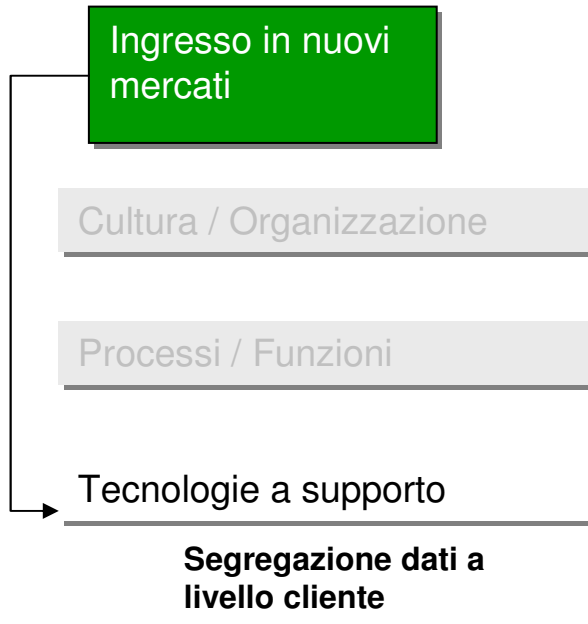 Ingresso in nuovi
mercati
Cultura / Organizzazione
Processi / Funzioni
Tecnologie a supporto
Segregazione dati a
livello cliente